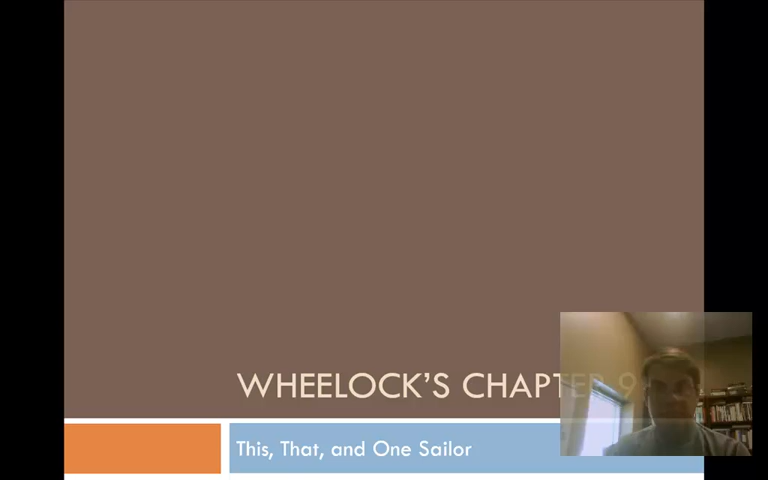 WHEELOCK'S CHAPTER 9
This, That, and One Sailor